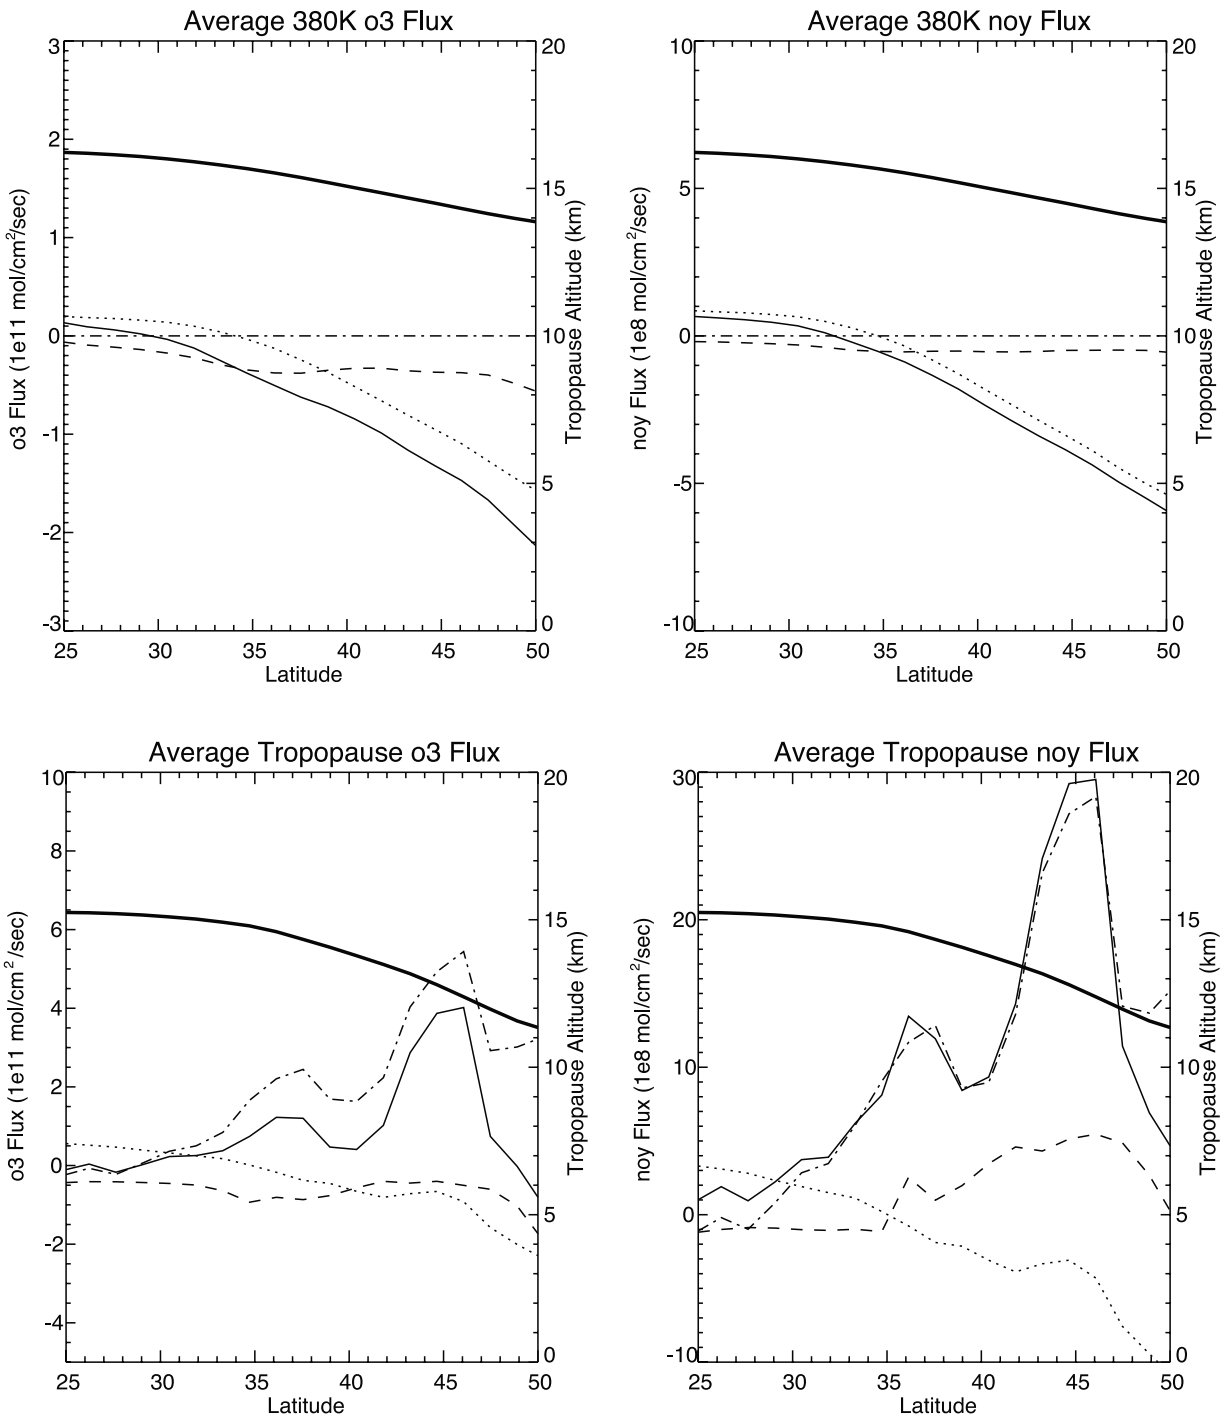 Average 380K o3 Flux
3
2
1
0
-1
-2
-3
o3 Flux (1e11 mol/cm2/sec)
20
15
10
5
0
Tropopause Altitude (km)
25 30 35 40 45 50
Latitude
Average 380K noy Flux
10
5
0
-5
-10
noy Flux (1e8 mol/cm2/sec)
20
15
10
5
0
Tropopause Altitude (km)
25 30 35 40 45 50
Latitude
Average Tropopause o3 Flux
10
8
6
4
2
0
-2
-4
o3 Flux (1e11 mol/cm2/sec)
20
15
10
5
0
Tropopause Altitude (km)
25 30 35 40 45 50
Latitude
Average Tropopause noy Flux
30
20
10
0
-10
noy Flux (1e8 mol/cm2/sec)
20
15
10
5
0
Tropopause Altitude (km)
25 30 35 40 45 50
Latitude